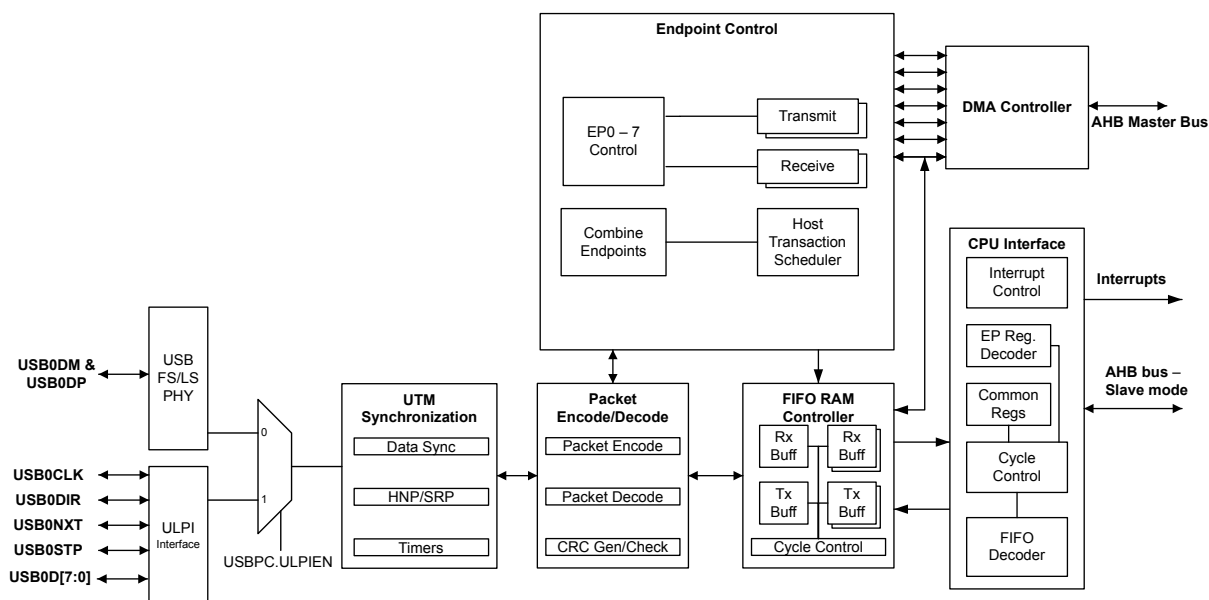 Endpoint Control
EP0 – 7
Control
Transmit
Receive
Combine
Endpoints
Host
Transaction
Scheduler
DMA Controller
AHB Master Bus
CPU Interface
Interrupt
Control
EP Reg.
Decoder
Common
Regs
Cycle
Control
FIFO
Decoder
Interrupts
AHB bus –
Slave mode
USB0DM &
USB0DP
USB
FS/LS
PHY
USB0CLK
USB0DIR
USB0NXT
USB0STP
USB0D[7:0]
ULPI
Interface
0
1
USBPC.ULPIEN
UTM
Synchronization
Data Sync
HNP/SRP
Timers
Packet
Encode/Decode
Packet Encode
Packet Decode
CRC Gen/Check
FIFO RAM
Controller
Rx
Buff
Rx
Buff
Tx
Buff
Tx
Buff
Cycle Control